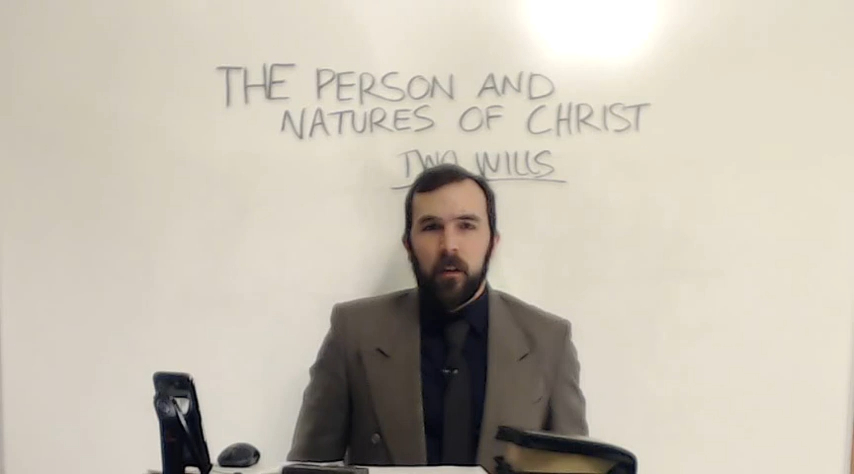 THE PERSON AND
NATURES OF CHRIST
TWO WILLS